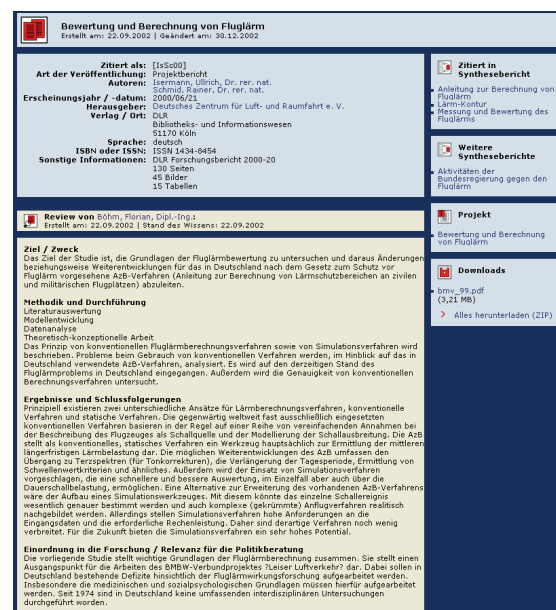 Bewertung und Berechnung von Fluglärm
Erstellt am: 22.09.2002 | Geändert am: 30.12.2002
Zitiert als: [IsSc00]
Art der Veröffentlichung: Projektbericht
Autoren: Isermann, Ullrich, Dr. rer. nat.
Schmid, Rainer, Dr. rer. nat.
Erscheinungsjahr / -datum: 2000/06/21
Herausgeber: Deutsches Zentrum für Luft- und Raumfahrt e. V.
Verlag / Ort: DLR
Bibliotheks- und Informationswesen
51170 Köln
Sprache: deutsch
ISBN oder ISSN: ISSN 1434-8454
Sonstige Informationen: DLR Forschungsbericht 2000-20
130 Seiten
45 Bilder
15 Tabellen
Review von Böhm, Florian, Dipl.-Ing.:
Erstellt am: 22.09.2002 | Stand des Wissens: 22.09.2002
Ziel / Zweck
Das Ziel der Studie ist, die Grundlagen der Fluglärmbewertung zu untersuchen und daraus Änderungen
beziehungsweise Weiterentwicklungen für das in Deutschland nach dem Gesetz zum Schutz vor
Fluglärm vorgesehene AzB-Verfahren (Anleitung zur Berechnung von Lärmschutzbereichen an zivilen
und militärischen Flugplätzen) abzuleiten.
Methodik und Durchführung
Literaturauswertung
Modellentwicklung
Datenanalyse
Theoretisch-konzeptionelle Arbeit
Das Prinzip von konventionellen Fluglärmberechnungsverfahren sowie von Simulationsverfahren wird
beschrieben. Probleme beim Gebrauch von konventionellen Verfahren werden, im Hinblick auf das in
Deutschland verwendete AzB-Verfahren, analysiert. Es wird auf den derzeitigen Stand des
Fluglärmproblems in Deutschland eingegangen. Außerdem wird die Genauigkeit von konventionellen
Berechnungsverfahren untersucht.
Ergebnisse und Schlussfolgerungen
Prinzipiell existieren zwei unterschiedliche Ansätze für Lärmberechnungsverfahren, konventionelle
Verfahren und statische Verfahren. Die gegenwärtig weltweit fast ausschließlich eingesetzten
konventionellen Verfahren basieren in der Regel auf einer Reihe von vereinfachenden Annahmen bei
der Beschreibung des Flugzeuges als Schallquelle und der Modellierung der Schallausbreitung. Die AzB
stellt als konventionelles, statisches Verfahren ein Werkzeug hauptsächlich zur Ermittlung der mittleren
längerfristigen Lärmbelastung dar. Die möglichen Weiterentwicklungen des AzB umfassen den
Übergang zu Terzspektren (für Tonkorrekturen), die Verlängerung der Tagesperiode, Ermittlung von
Schwellenwertkriterien und ähnliches. Außerdem wird der Einsatz von Simulationsverfahren
vorgeschlagen, die eine schnellere und bessere Auswertung, im Einzelfall aber auch über die
Dauerschallbelastung, ermöglichen. Eine Alternative zur Erweiterung des vorhandenen AzB-Verfahrens
wäre der Aufbau eines Simulationswerkzeuges. Mit diesem könnte das einzelne Schallereignis
wesentlich genauer bestimmt werden und auch komplexe (gekrümmte) Anflugverfahren realitisch
nachgebildet werden. Allerdings stellen Simulationsverfahren hohe Anforderungen an die
Eingangsdaten und die erforderliche Rechenleistung. Daher sind derartige Verfahren noch wenig
verbreitet. Für die Zukunft bieten die Simulationsverfahren ein sehr hohes Potential.
Einordnung in die Forschung / Relevanz für die Politikberatung
Die vorliegende Studie stellt wichtige Grundlagen der Flugberechnung zusammen. Sie stellt einen
Ausgangspunkt für die Arbeiten des BMBW-Verbundprojektes ?Leiser Luftverkehr? dar. Dabei sollen in
Deutschland bestehende Defizite hinsichtlich der Fluglärmwirkungsforschung aufgearbeitet werden.
Insbesondere die medizinischen und sozialpsychologischen Grundlagen müssen hierfür aufgearbeitet
werden. Seit 1974 sind in Deutschland keine umfassenden interdisziplinären Untersuchungen
durchgeführt worden.
Zitiert in
Synthesebericht
Anleitung zur Berechnung von
Fluglärm
Lärm-Kontur
Messung und Bewertung des
Fluglärms
Weitere
Syntheseberichte
Aktivitäten der
Bundesregierung gegen den
Fluglärm
Projekt
Bewertung und Berechnung
von Fluglärm
Downloads
bmv_99.pdf
(3,21 MB)
Alles herunterladen (ZIP)